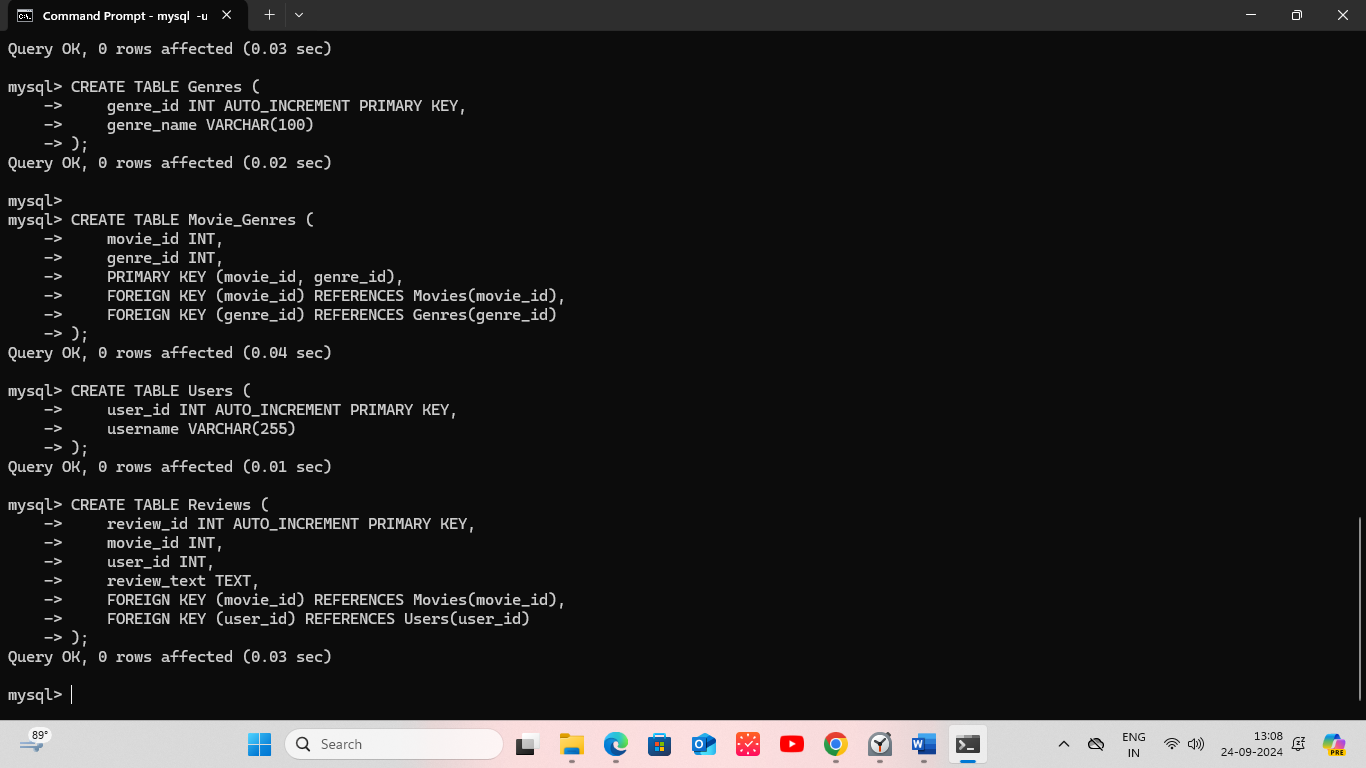 Command Prompt - mysql -u
Query OK, 0 rows affected (0.03 sec)
mysql> CREATE TABLE Genres (
    ->     genre_id INT AUTO_INCREMENT PRIMARY KEY,
    ->     genre_name VARCHAR(100)
    -> );
Query OK, 0 rows affected (0.02 sec)
mysql>
mysql> CREATE TABLE Movie_Genres (
    ->     movie_id INT,
    ->     genre_id INT,
    ->     PRIMARY KEY (movie_id, genre_id),
    ->     FOREIGN KEY (movie_id) REFERENCES Movies(movie_id),
    ->     FOREIGN KEY (genre_id) REFERENCES Genres(genre_id)
    -> );
Query OK, 0 rows affected (0.04 sec)
mysql> CREATE TABLE Users (
    ->     user_id INT AUTO_INCREMENT PRIMARY KEY,
    ->     username VARCHAR(255)
    -> );
Query OK, 0 rows affected (0.01 sec)
mysql> CREATE TABLE Reviews (
    ->     review_id INT AUTO_INCREMENT PRIMARY KEY,
    ->     movie_id INT,
    ->     user_id INT,
    ->     review_text TEXT,
    ->     FOREIGN KEY (movie_id) REFERENCES Movies(movie_id),
    ->     FOREIGN KEY (user_id) REFERENCES Users(user_id)
    -> );
Query OK, 0 rows affected (0.03 sec)
mysql>
89°
Search
ENG
IN
13:08
24-09-2024
PRE